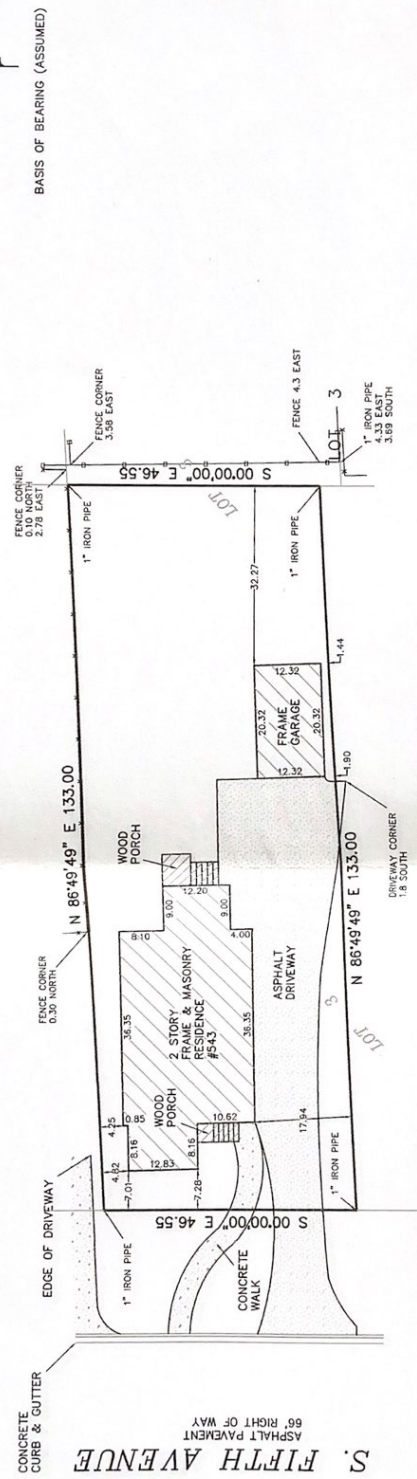 BASIS OF BEARING (ASSUMED)
FENCE CORNER
0.10 NORTH
2.78 EAST
FENCE CORNER
3.58 EAST
1" IRON PIPE
S 00°00'00" E 46.55
LOT
3
FENCE 4.3 EAST
LOT 3
1" IRON PIPE
4.33 EAST
3.69 SOUTH
1" IRON PIPE
32.27
N 86°49'49" E 133.00
FENCE CORNER
0.30 NORTH
12.32
20.32
FRAME
GARAGE
20.32
12.32
1.44
1.90
DRIVEWAY CORNER
1.8 SOUTH
WOOD
PORCH
12.20
9.00
9.00
8.10
4.00
36.35
2 STORY
FRAME & MASONRY
RESIDENCE
#543
36.35
ASPHALT
DRIVEWAY
N 86°49'49" E 133.00
LOT
3
4.25
0.85
WOOD
PORCH
10.62
8.16
8.16
17.94
4.82
7.01
12.83
7.28
EDGE OF DRIVEWAY
1" IRON PIPE
S 00°00'00" E 46.55
1" IRON PIPE
CONCRETE
WALK
CONCRETE
CURB & GUTTER
ASPHALT PAVEMENT
66' RIGHT OF WAY
S. FIFTH AVENUE